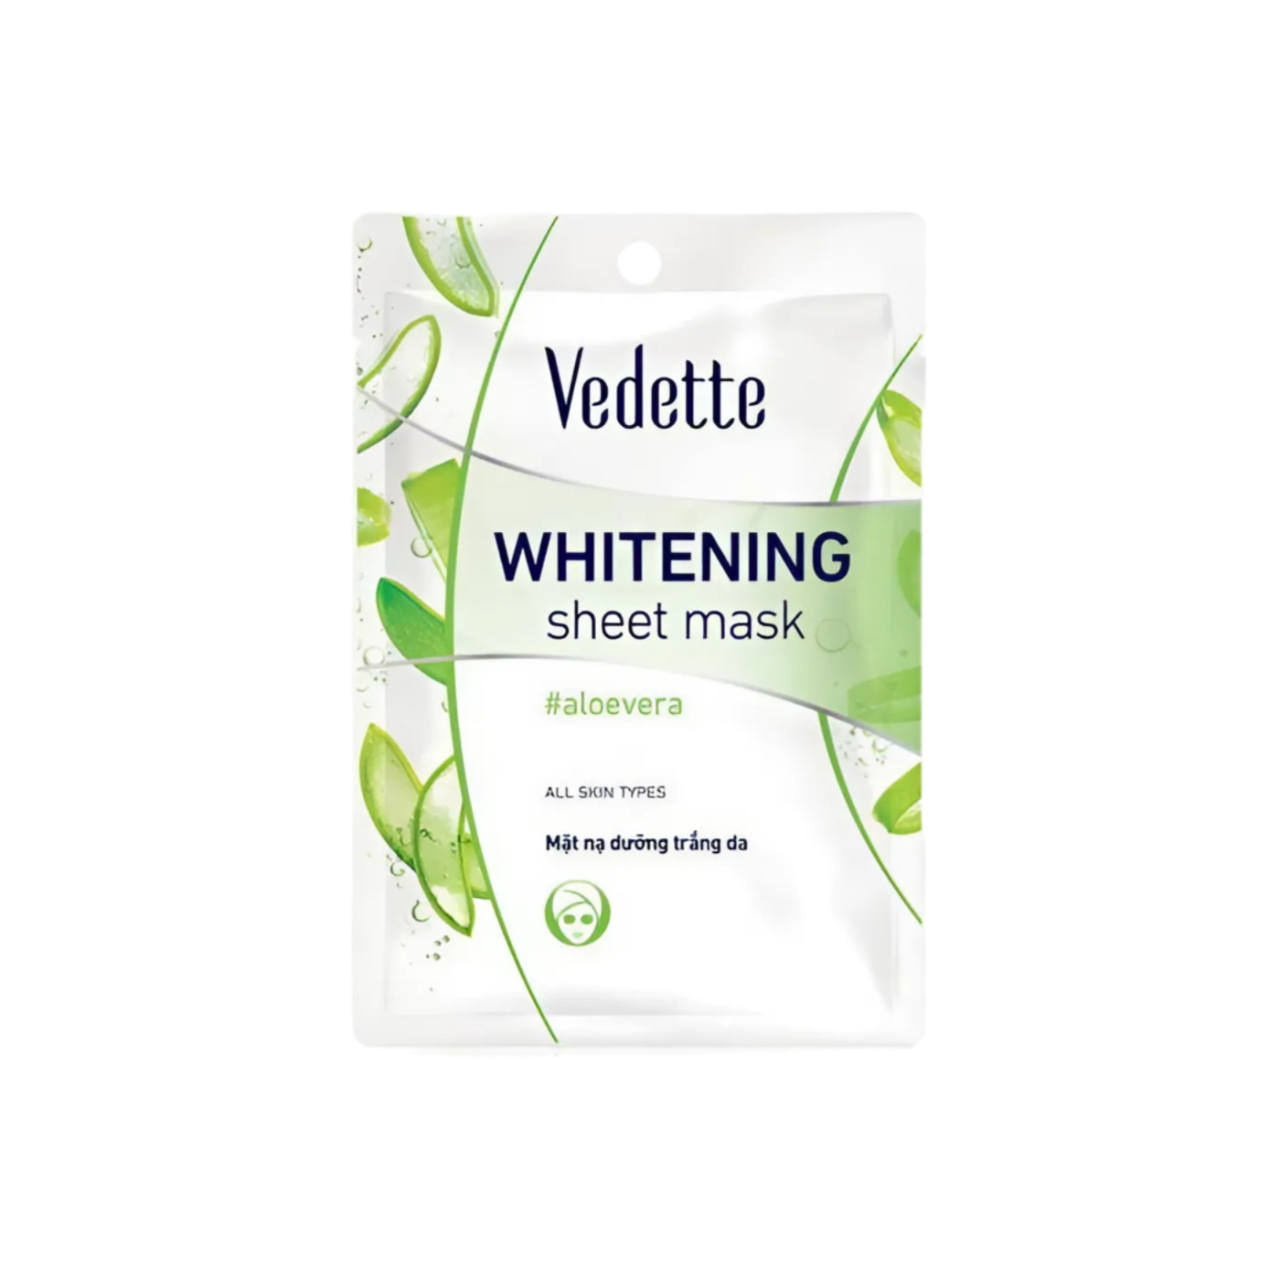 Vedette
WHITENING
sheet mask
#aloevera
ALL SKIN TYPES
Mặt nạ dưỡng trắng da